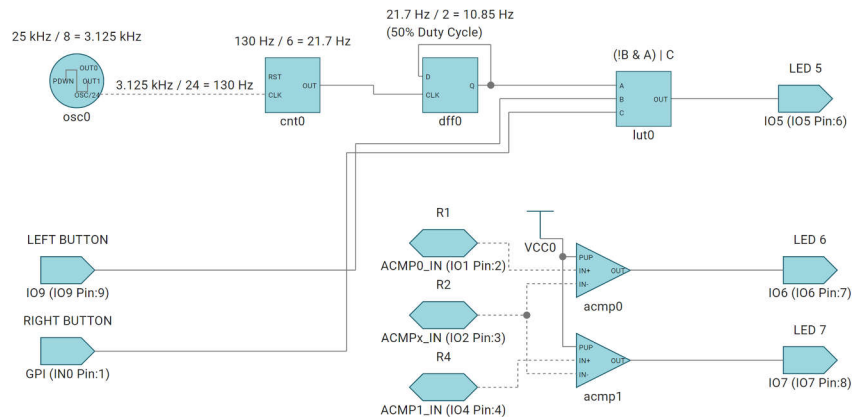 25 kHz / 8 = 3.125 kHz
OUT0
PDWN
OUT1
OSC/24
osc0
3.125 kHz / 24 = 130 Hz
130 Hz / 6 = 21.7 Hz
RST
OUT
CLK
cnt0
21.7 Hz / 2 = 10.85 Hz
(50% Duty Cycle)
D
Q
CLK
dff0
(!B & A) | C
A
B
OUT
C
lut0
LED 5
IO5 (IO5 Pin:6)
LEFT BUTTON
IO9 (IO9 Pin:9)
RIGHT BUTTON
GPI (IN0 Pin:1)
R1
ACMP0_IN (IO1 Pin:2)
R2
ACMPx_IN (IO2 Pin:3)
R4
ACMP1_IN (IO4 Pin:4)
VCC0
PUP
IN+
OUT
IN-
acmp0
LED 6
IO6 (IO6 Pin:7)
PUP
IN+
OUT
IN-
acmp1
LED 7
IO7 (IO7 Pin:8)